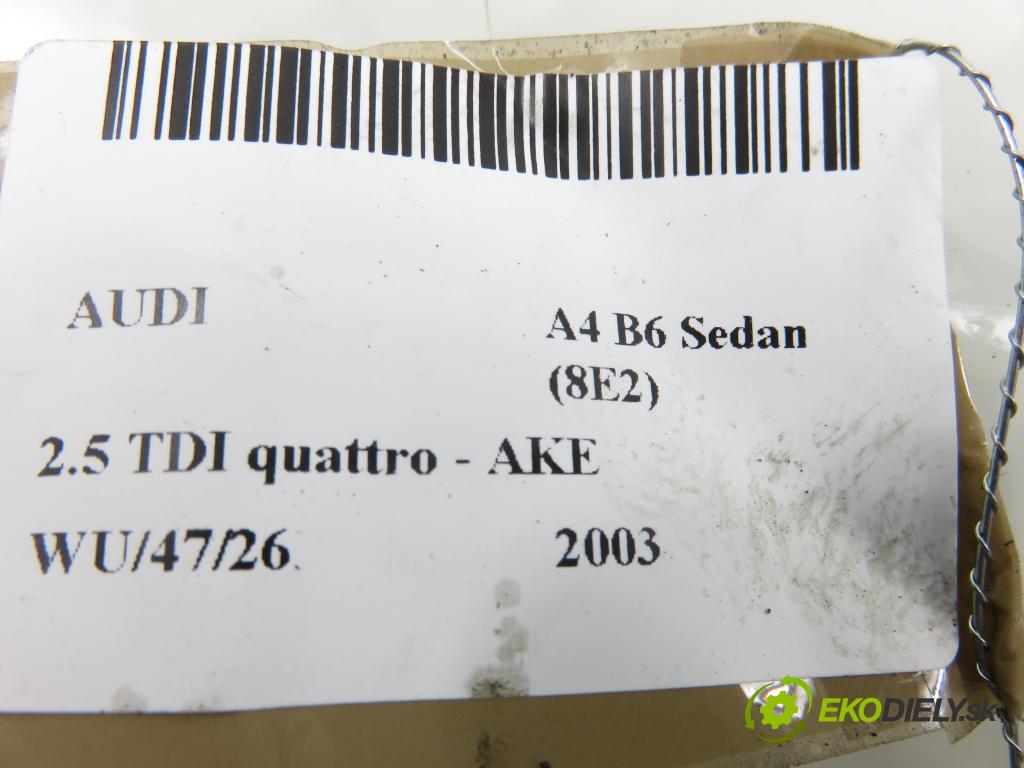 AUDI
A4 B6 Sedan
(8E2)
2.5 TDI quattro - AKE
WU/47/26
2003
EKODIELY.sk